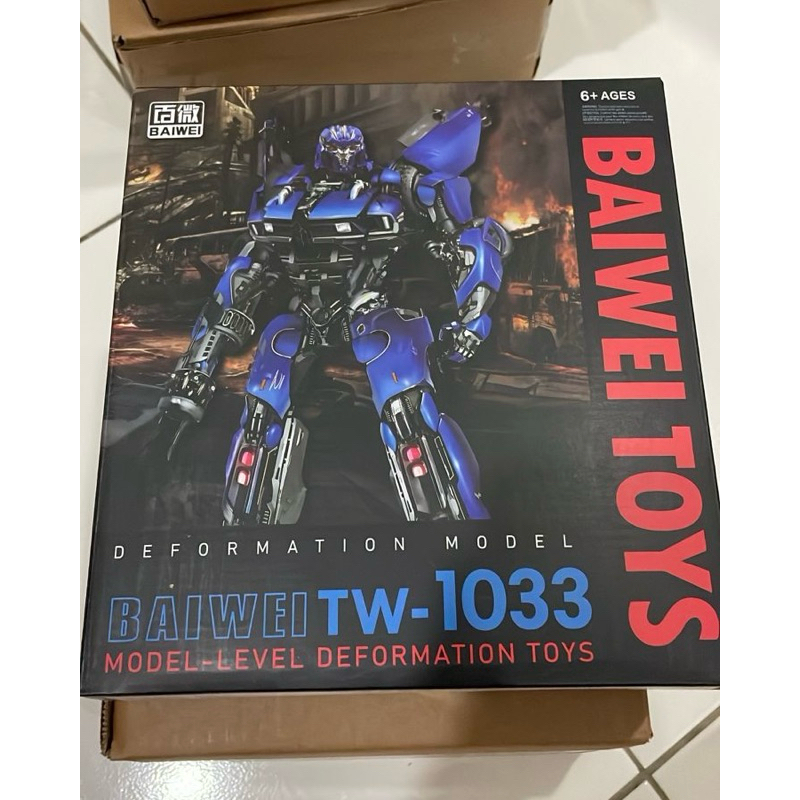 百微
BAIWEI
6+ AGES
BAIWEI TOYS
DEFORMATION MODEL
BAIWEI TW-1033
MODEL-LEVEL DEFORMATION TOYS